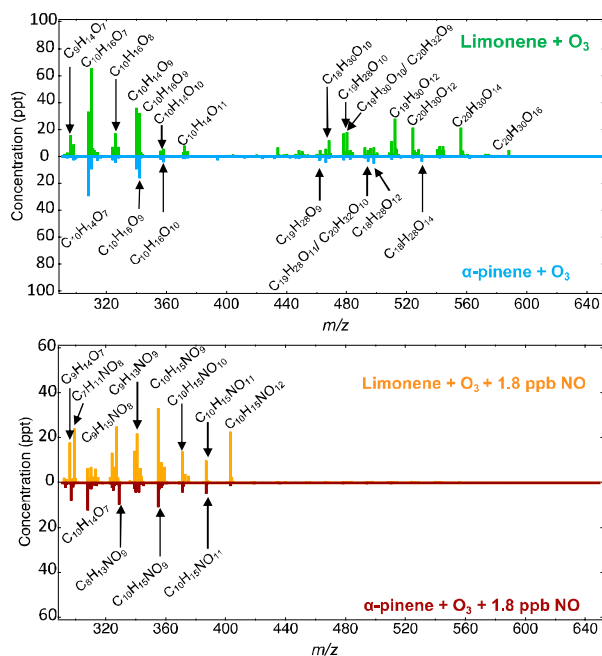 Limonene + O₃
C₉H₁₄O₇
C₁₀H₁₆O₇
C₁₀H₁₆O₈
C₁₀H₁₄O₉
C₁₀H₁₆O₉
C₁₀H₁₄O₁₀
C₁₀H₁₄O₁₁
C₁₈H₃₀O₁₀
C₁₉H₂₈O₁₀
C₁₉H₃₀O₁₀/ C₂₀H₃₂O₉
C₁₉H₃₀O₁₂
C₂₀H₃₀O₁₂
C₂₀H₃₀O₁₄
C₂₀H₃₀O₁₆
100
80
60
40
20
0
20
40
60
80
100
Concentration (ppt)
Concentration (ppt)
C₁₀H₁₄O₇
C₁₀H₁₆O₉
C₁₀H₁₆O₁₀
C₁₉H₂₈O₉
C₁₉H₂₈O₁₁/ C₂₀H₃₂O₁₀
C₁₈H₂₈O₁₂
C₁₈H₂₈O₁₄
α-pinene + O₃
320 360 400 440 480 520 560 600 640
m/z
Limonene + O₃ + 1.8 ppb NO
C₉H₁₄O₇
C₇H₁₁NO₈
C₉H₁₅NO₈
C₉H₁₃NO₉
C₁₀H₁₅NO₉
C₁₀H₁₅NO₁₀
C₁₀H₁₅NO₁₁
C₁₀H₁₅NO₁₂
60
40
20
0
20
40
60
Concentration (ppt)
C₁₀H₁₄O₇
C₈H₁₃NO₉
C₁₀H₁₅NO₉
C₁₀H₁₅NO₁₁
α-pinene + O₃ + 1.8 ppb NO
320 360 400 440 480 520 560 600 640
m/z